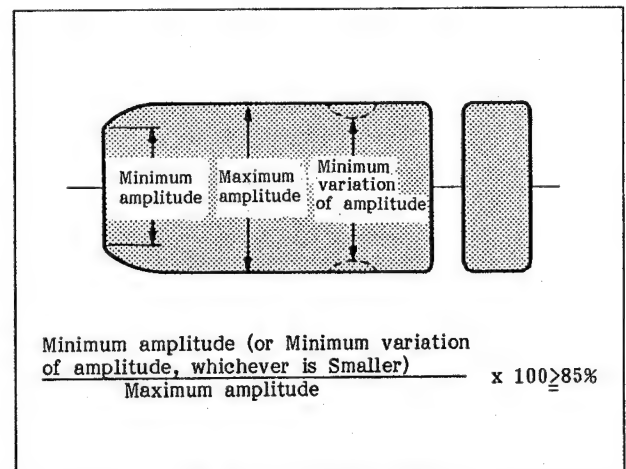 Minimum amplitude
Maximum amplitude
Minimum variation of amplitude
Minimum amplitude (or Minimum variation
of amplitude, whichever is Smaller)
Maximum amplitude
x 100≧85%